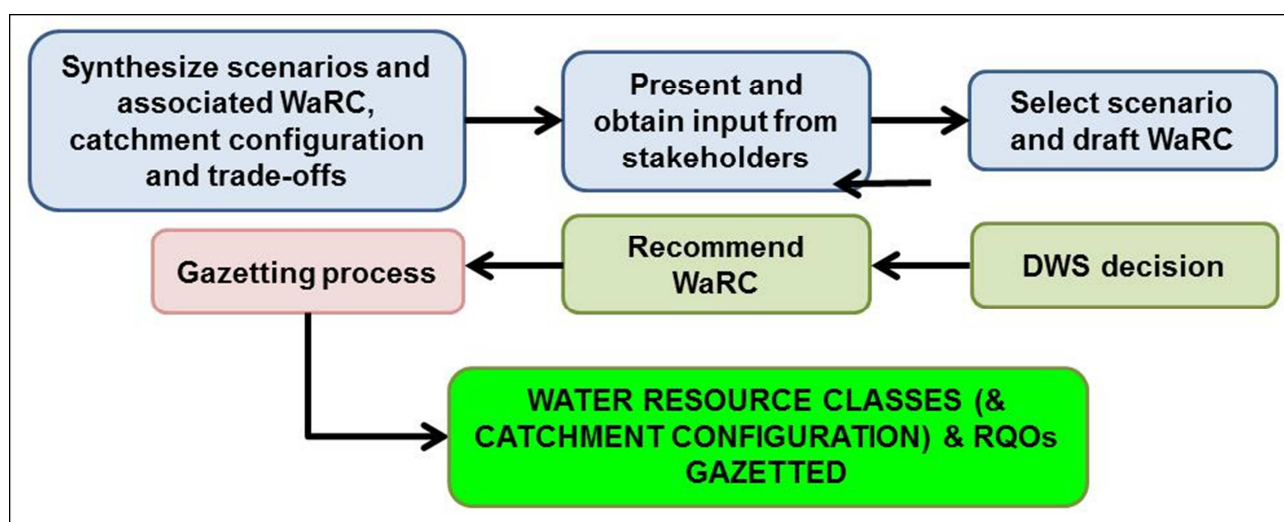 Synthesize scenarios and
associated WaRC,
catchment configuration
and trade-offs
Present and
obtain input from
stakeholders
Select scenario
and draft WaRC
Gazetting process
Recommend
WaRC
DWS decision
WATER RESOURCE CLASSES (&
CATCHMENT CONFIGURATION) & RQOs
GAZETTED